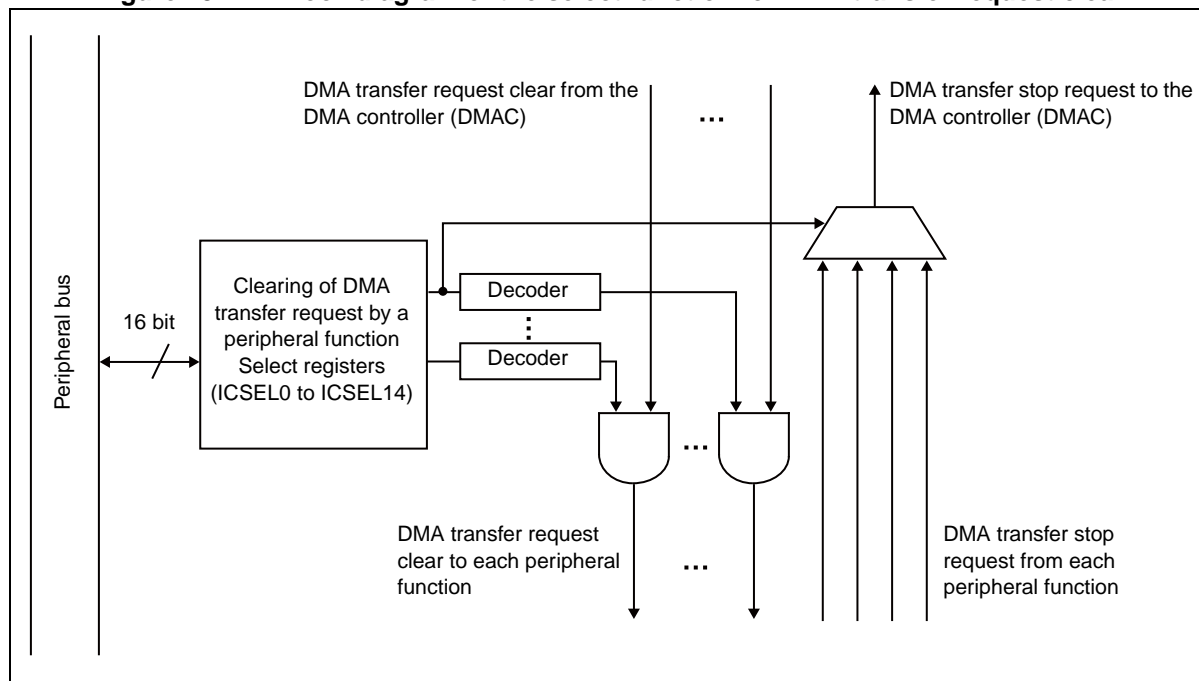 DMA transfer request clear from the
DMA controller (DMAC)
...
DMA transfer stop request to the
DMA controller (DMAC)
Peripheral bus
16 bit
Clearing of DMA
transfer request by a
peripheral function
Select registers
(ICSEL0 to ICSEL14)
Decoder
Decoder
...
DMA transfer request
clear to each peripheral
function
...
DMA transfer stop
request from each
peripheral function